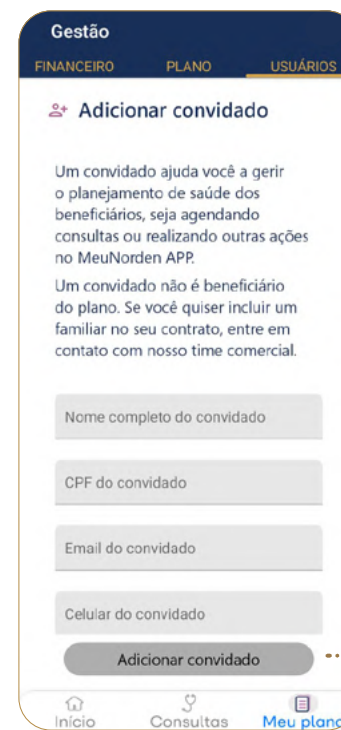 Gestão
FINANCEIRO PLANO USUÁRIOS
Adicionar convidado
Um convidado ajuda você a gerir
o planejamento de saúde dos
beneficiários, seja agendando
consultas ou realizando outras ações
no MeuNorden APP.
Um convidado não é beneficiário
do plano. Se você quiser incluir um
familiar no seu contrato, entre em
contato com nosso time comercial.
Nome completo do convidado
CPF do convidado
Email do convidado
Celular do convidado
Adicionar convidado
Início Consultas Meu plano